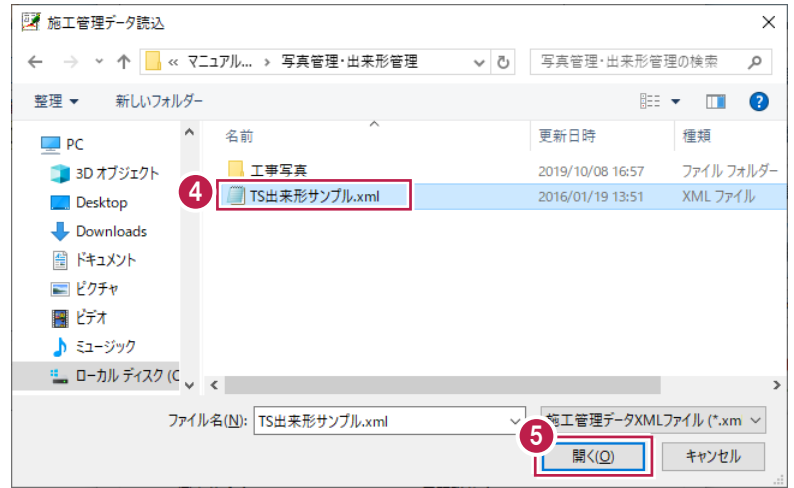 施工管理データ読込
« マニュアル... › 写真管理・出来形管理
写真管理・出来形管理の検索
整理 新しいフォルダー
名前 更新日時 種類
PC
3D オブジェクト
Desktop
Downloads
ドキュメント
ピクチャ
ビデオ
ミュージック
ローカル ディスク (C
工事写真 2019/10/08 16:57 ファイル フォルダー
4 TS出来形サンプル.xml 2016/01/19 13:51 XML ファイル
ファイル名(N): TS出来形サンプル.xml
施工管理データXMLファイル (*.xm
5 開く(O) キャンセル